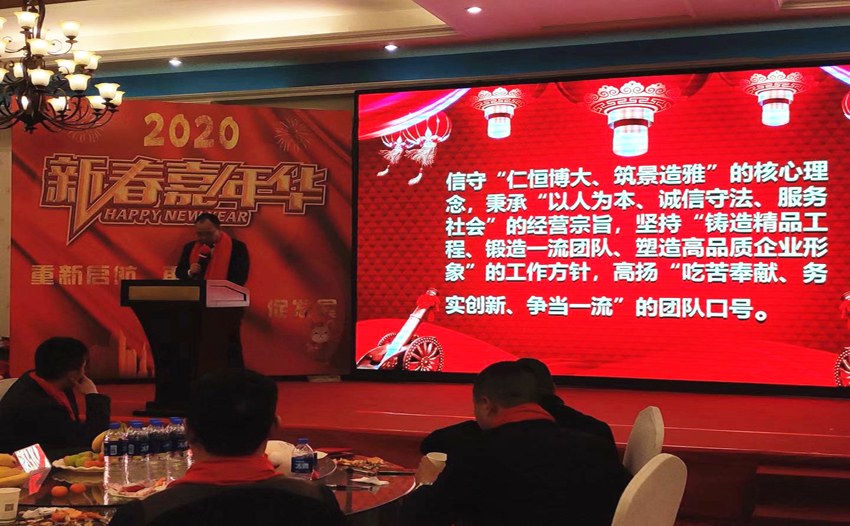 2020
新春嘉年华
HAPPY NEW YEAR
重新启航
促发展
信守“仁恒博大、筑景造雅”的核心理
念，秉承“以人为本、诚信守法、服务
社会”的经营宗旨，坚持“铸造精品工
程、锻造一流团队、塑造高品质企业形
象”的工作方针，高扬“吃苦奉献、务
实创新、争当一流”的团队口号。